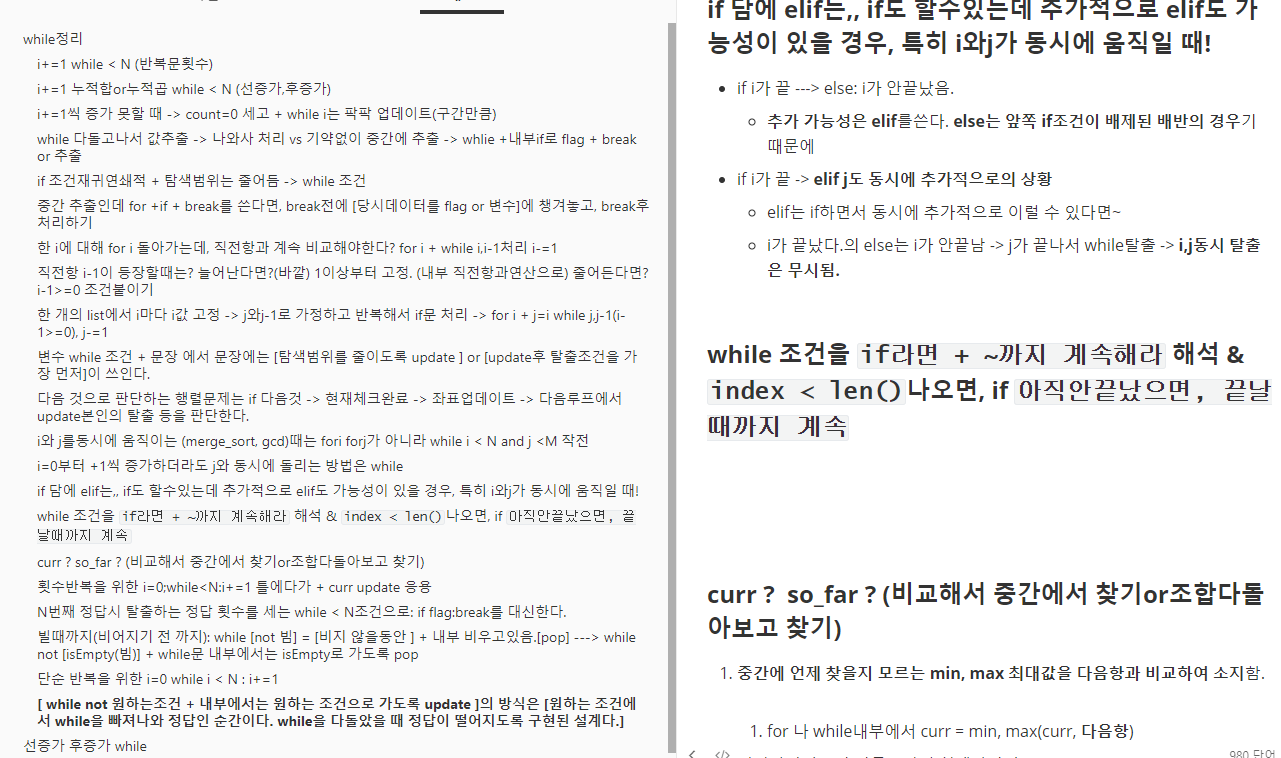 while정리
i+=1 while < N (반복문횟수)
i+=1 누적합or누적곱 while < N (선증가,후증가)
i+=1씩 증가 못할 때 -> count=0 세고 + while i는 팍팍 업데이트(구간만큼)
while 다돌고나서 값추출 -> 나와사 처리 vs 기약없이 중간에 추출 -> whlie +내부if로 flag + break
or 추출
if 조건재귀연쇄적 + 탐색범위는 줄어듬 -> while 조건
중간 추출인데 for +if + break를 쓴다면, break전에 [당시데이터를 flag or 변수]에 챙겨놓고, break후
처리하기
한 i에 대해 for i 돌아가는데, 직전항과 계속 비교해야한다? for i + while i,i-1처리 i-=1
직전항 i-1이 등장할때는? 늘어난다면?(바깥) 1이상부터 고정. (내부 직전항과연산으로) 줄어든다면?
i-1>=0 조건붙이기
한 개의 list에서 i마다 i값 고정 -> j와j-1로 가정하고 반복해서 if문 처리 -> for i + j=i while j,j-1(i-
1>=0), j-=1
변수 while 조건 + 문장 에서 문장에는 [탐색범위를 줄이도록 update ] or [update후 탈출조건을 가
장 먼저]이 쓰인다.
다음 것으로 판단하는 행렬문제는 if 다음것 -> 현재체크완료 -> 좌표업데이트 -> 다음루프에서
update본인의 탈출 등을 판단한다.
i와 j를동시에 움직이는 (merge_sort, gcd)때는 fori forj가 아니라 while i < N and j <M 작전
i=0부터 +1씩 증가하더라도 j와 동시에 돌리는 방법은 while
if 담에 elif는,, if도 할수있는데 추가적으로 elif도 가능성이 있을 경우, 특히 i와j가 동시에 움직일 때!
while 조건을 if라면 + ~까지 계속해라 해석 & index < len()나오면, if 아직안끝났으면, 끝
날때까지 계속
curr ? so_far ? (비교해서 중간에서 찾기or조합다돌아보고 찾기)
횟수반복을 위한 i=0;while<N:i+=1 틀에다가 + curr update 응용
N번째 정답시 탈출하는 정답 횟수를 세는 while < N조건으로: if flag:break를 대신한다.
빌때까지(비어지기 전 까지): while [not 빔] = [비지 않을동안 ] + 내부 비우고있음.[pop] ---> while
not [isEmpty(빔)] + while문 내부에서는 isEmpty로 가도록 pop
단순 반복을 위한 i=0 while i < N : i+=1
[ while not 원하는조건 + 내부에서는 원하는 조건으로 가도록 update ]의 방식은 [원하는 조건에
서 while을 빠져나와 정답인 순간이다. while을 다돌았을 때 정답이 떨어지도록 구현된 설계다.]
선증가 후증가 while
if 담에 elif는,, if도 할수있는데 추가적으로 elif도 가
능성이 있을 경우, 특히 i와j가 동시에 움직일 때!
if i가 끝 ---> else: i가 안끝났음.
추가 가능성은 elif를쓴다. else는 앞쪽 if조건이 배제된 배반의 경우기
때문에
if i가 끝 -> elif j도 동시에 추가적으로의 상황
elif는 if하면서 동시에 추가적으로 이럴 수 있다면~
i가 끝났다.의 else는 i가 안끝남 -> j가 끝나서 while탈출 -> i,j동시 탈출
은 무시됨.
while 조건을 if라면 + ~까지 계속해라 해석 &
index < len()나오면, if 아직안끝났으면, 끝날
때까지 계속
curr ? so_far ? (비교해서 중간에서 찾기or조합다돌
아보고 찾기)
1. 중간에 언제 찾을지 모르는 min, max 최대값을 다음항과 비교하여 소지함.
1. for 나 while내부에서 curr = min, max(curr, 다음항)
980 단어